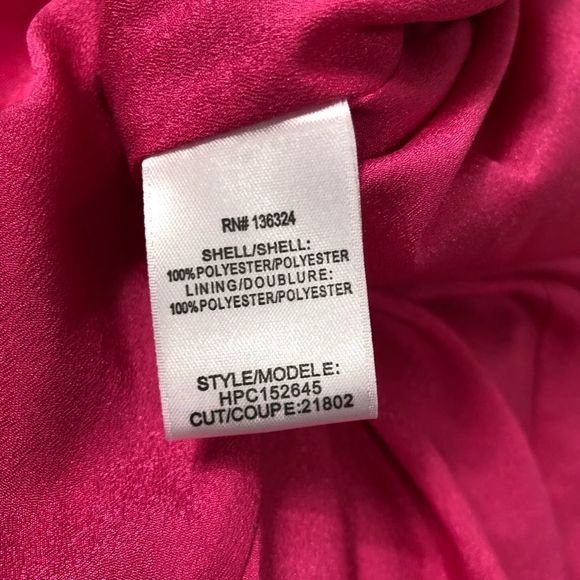 RN# 136324
SHELL/SHELL:
100%POLYESTER/POLYESTER
LINING/DOUBLURE:
100%POLYESTER/POLYESTER
STYLE/MODELE:
HPC152645
CUT/COUPE:21802